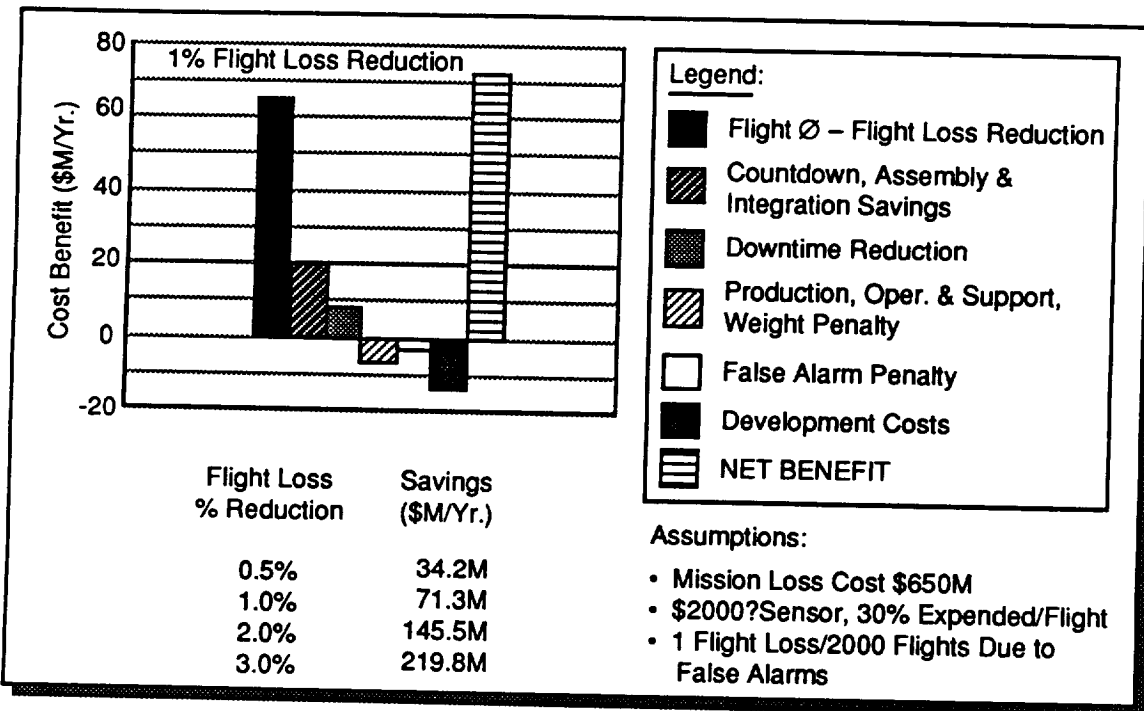 80
60
40
20
0
-20
Cost Benefit ($M/Yr.)
1% Flight Loss Reduction
Legend:
Flight Ø – Flight Loss Reduction
Countdown, Assembly &
Integration Savings
Downtime Reduction
Production, Oper. & Support,
Weight Penalty
False Alarm Penalty
Development Costs
NET BENEFIT
Flight Loss Savings
% Reduction ($M/Yr.)
0.5% 34.2M
1.0% 71.3M
2.0% 145.5M
3.0% 219.8M
Assumptions:
• Mission Loss Cost $650M
• $2000?Sensor, 30% Expended/Flight
• 1 Flight Loss/2000 Flights Due to
False Alarms